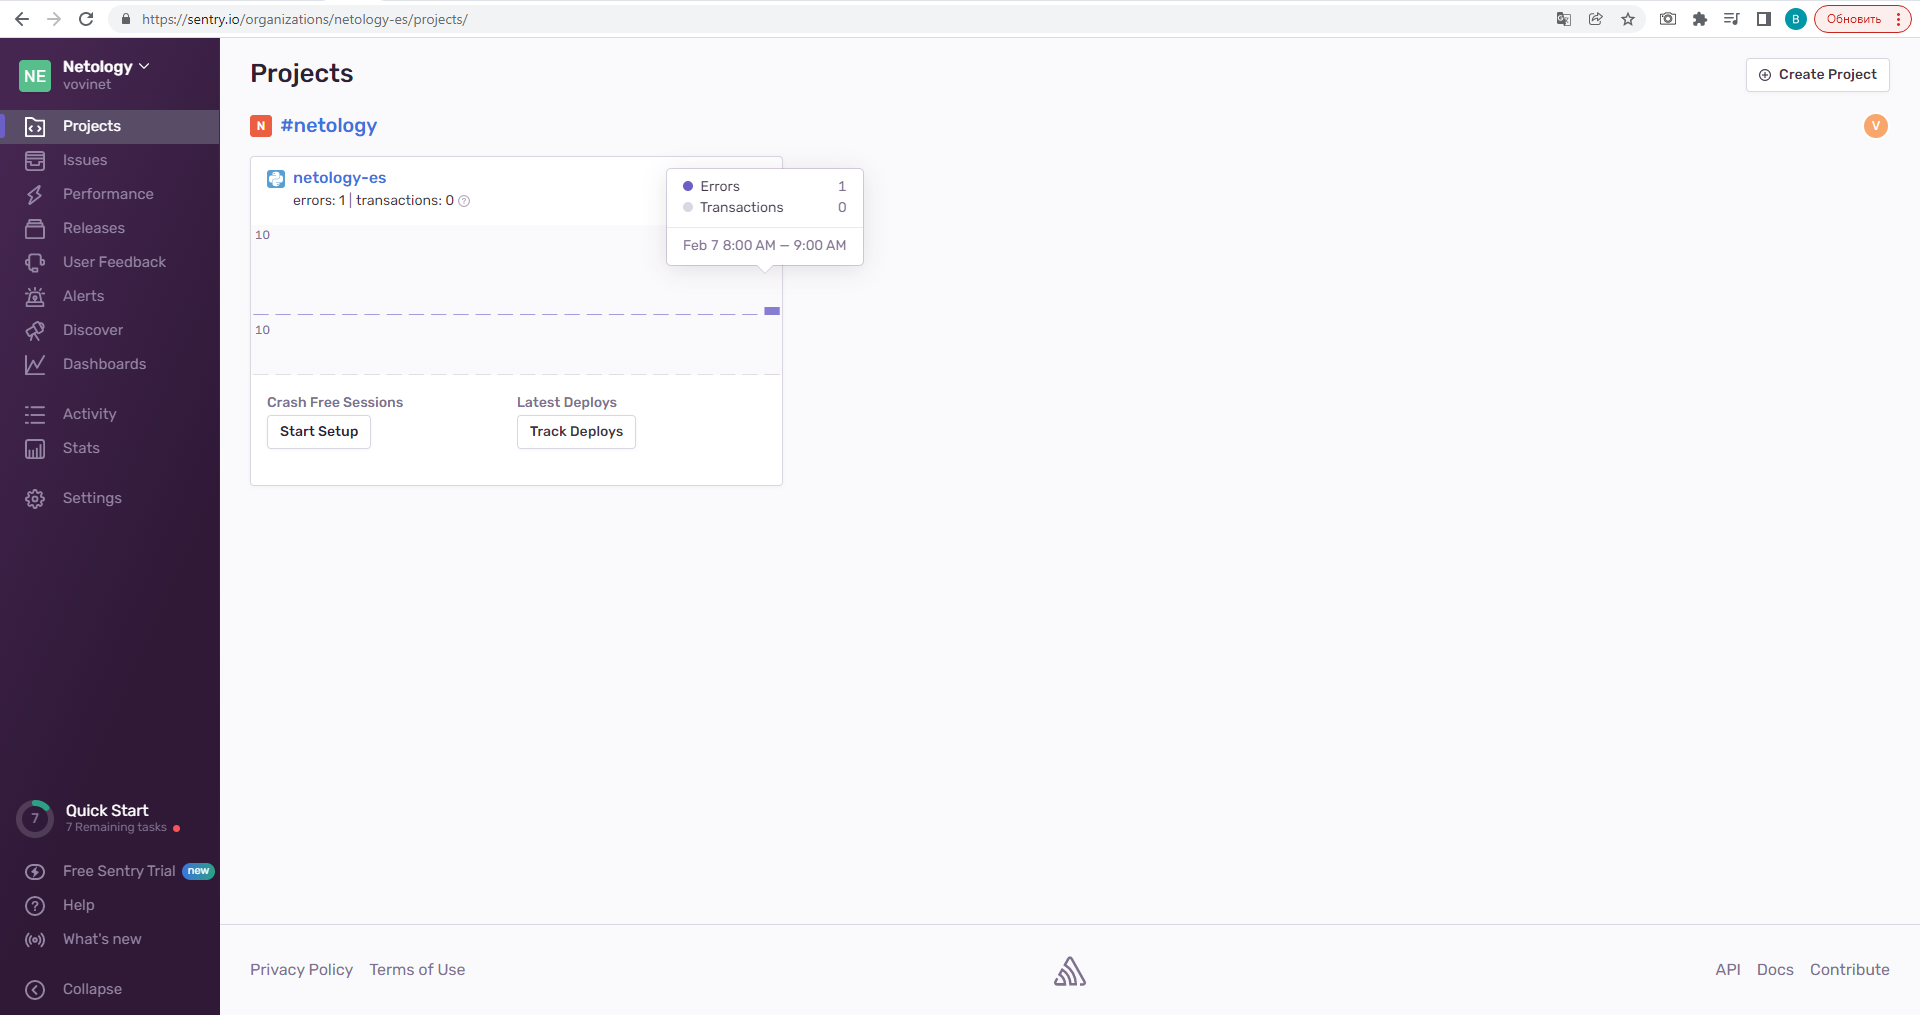 https://sentry.io/organizations/netology-es/projects/
B
Обновить
NE
Netology
vovinet
Projects
Issues
Performance
Releases
User Feedback
Alerts
Discover
Dashboards
Activity
Stats
Settings
7
Quick Start
7 Remaining tasks
Free Sentry Trial new
Help
What's new
Collapse
Projects
Create Project
N #netology
V
netology-es
errors: 1 | transactions: 0
Errors 1
Transactions 0
Feb 7 8:00 AM — 9:00 AM
10
10
Crash Free Sessions
Start Setup
Latest Deploys
Track Deploys
Privacy Policy Terms of Use
API Docs Contribute